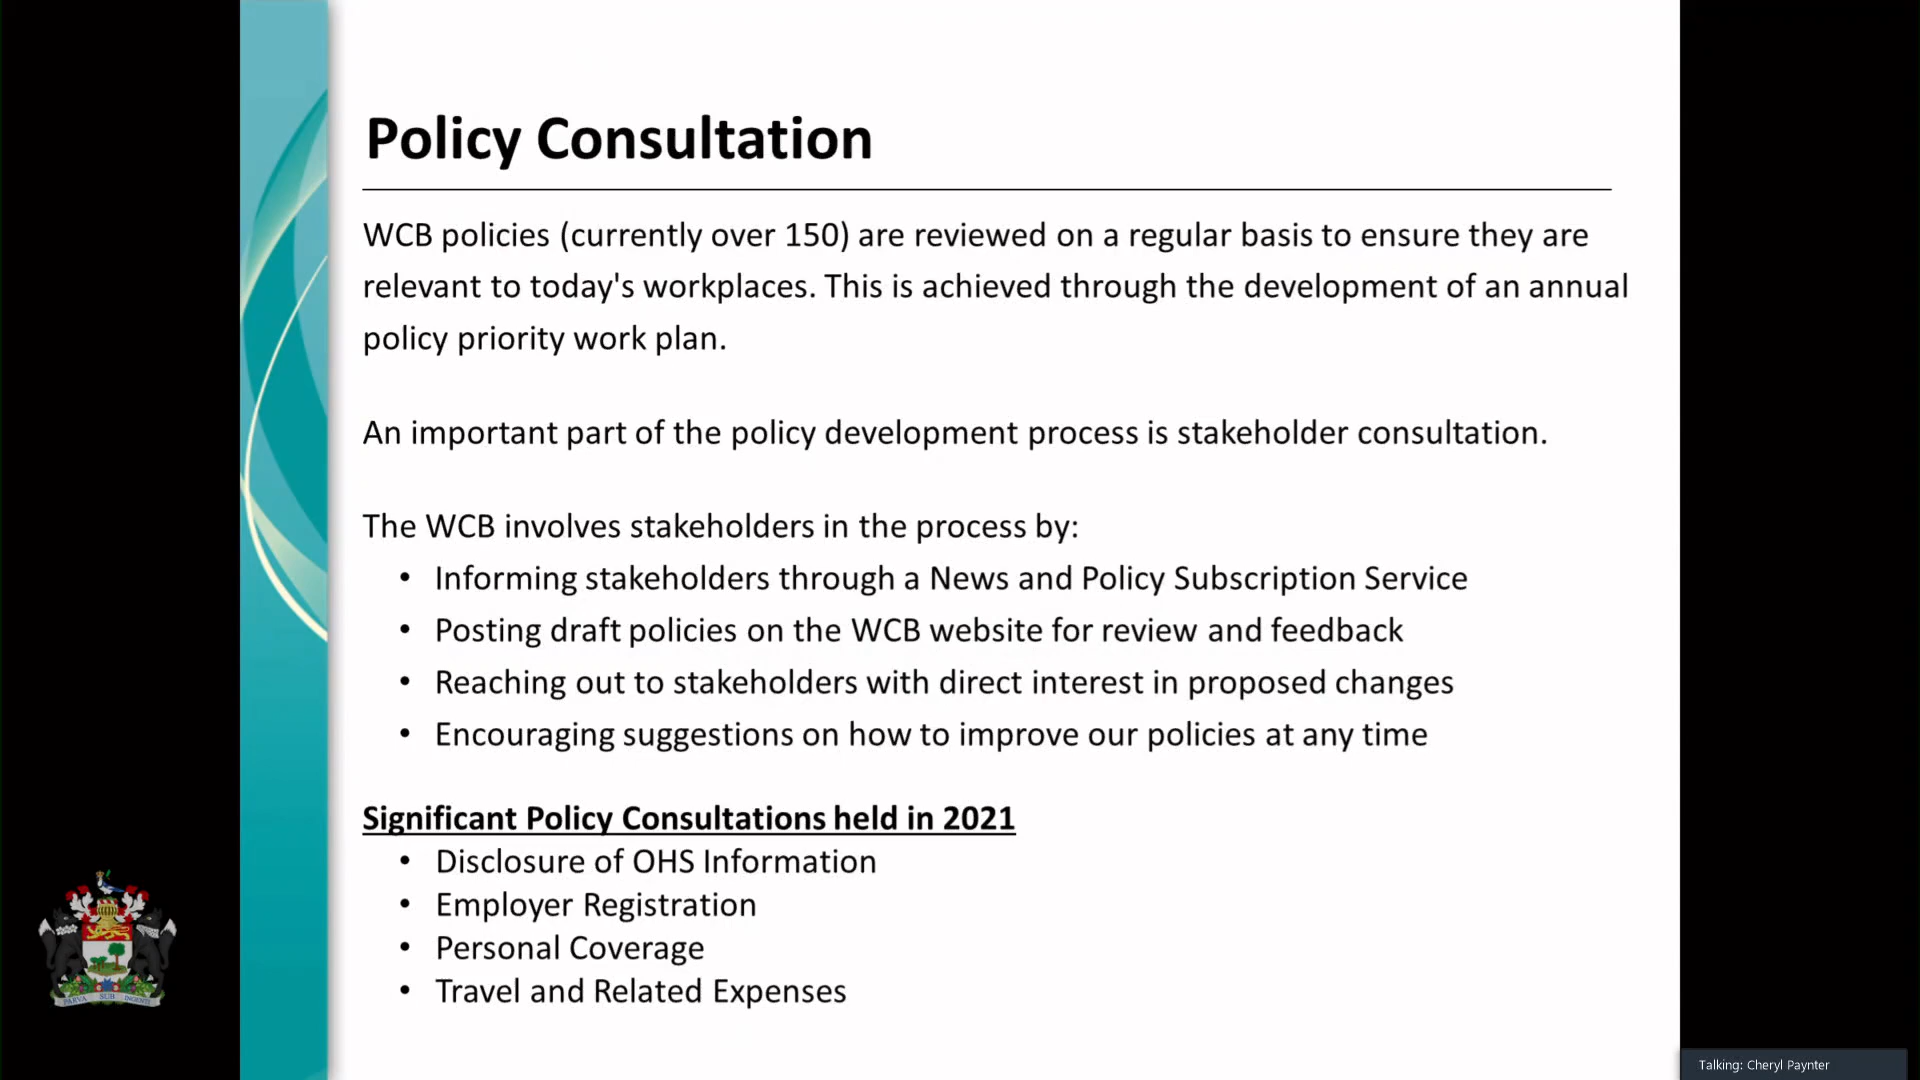 Policy Consultation
WCB policies (currently over 150) are reviewed on a regular basis to ensure they are
relevant to today's workplaces. This is achieved through the development of an annual
policy priority work plan.
An important part of the policy development process is stakeholder consultation.
The WCB involves stakeholders in the process by:
• Informing stakeholders through a News and Policy Subscription Service
• Posting draft policies on the WCB website for review and feedback
• Reaching out to stakeholders with direct interest in proposed changes
• Encouraging suggestions on how to improve our policies at any time
Significant Policy Consultations held in 2021
• Disclosure of OHS Information
• Employer Registration
• Personal Coverage
• Travel and Related Expenses
PARVA SUB INGENTI
Talking: Cheryl Paynter